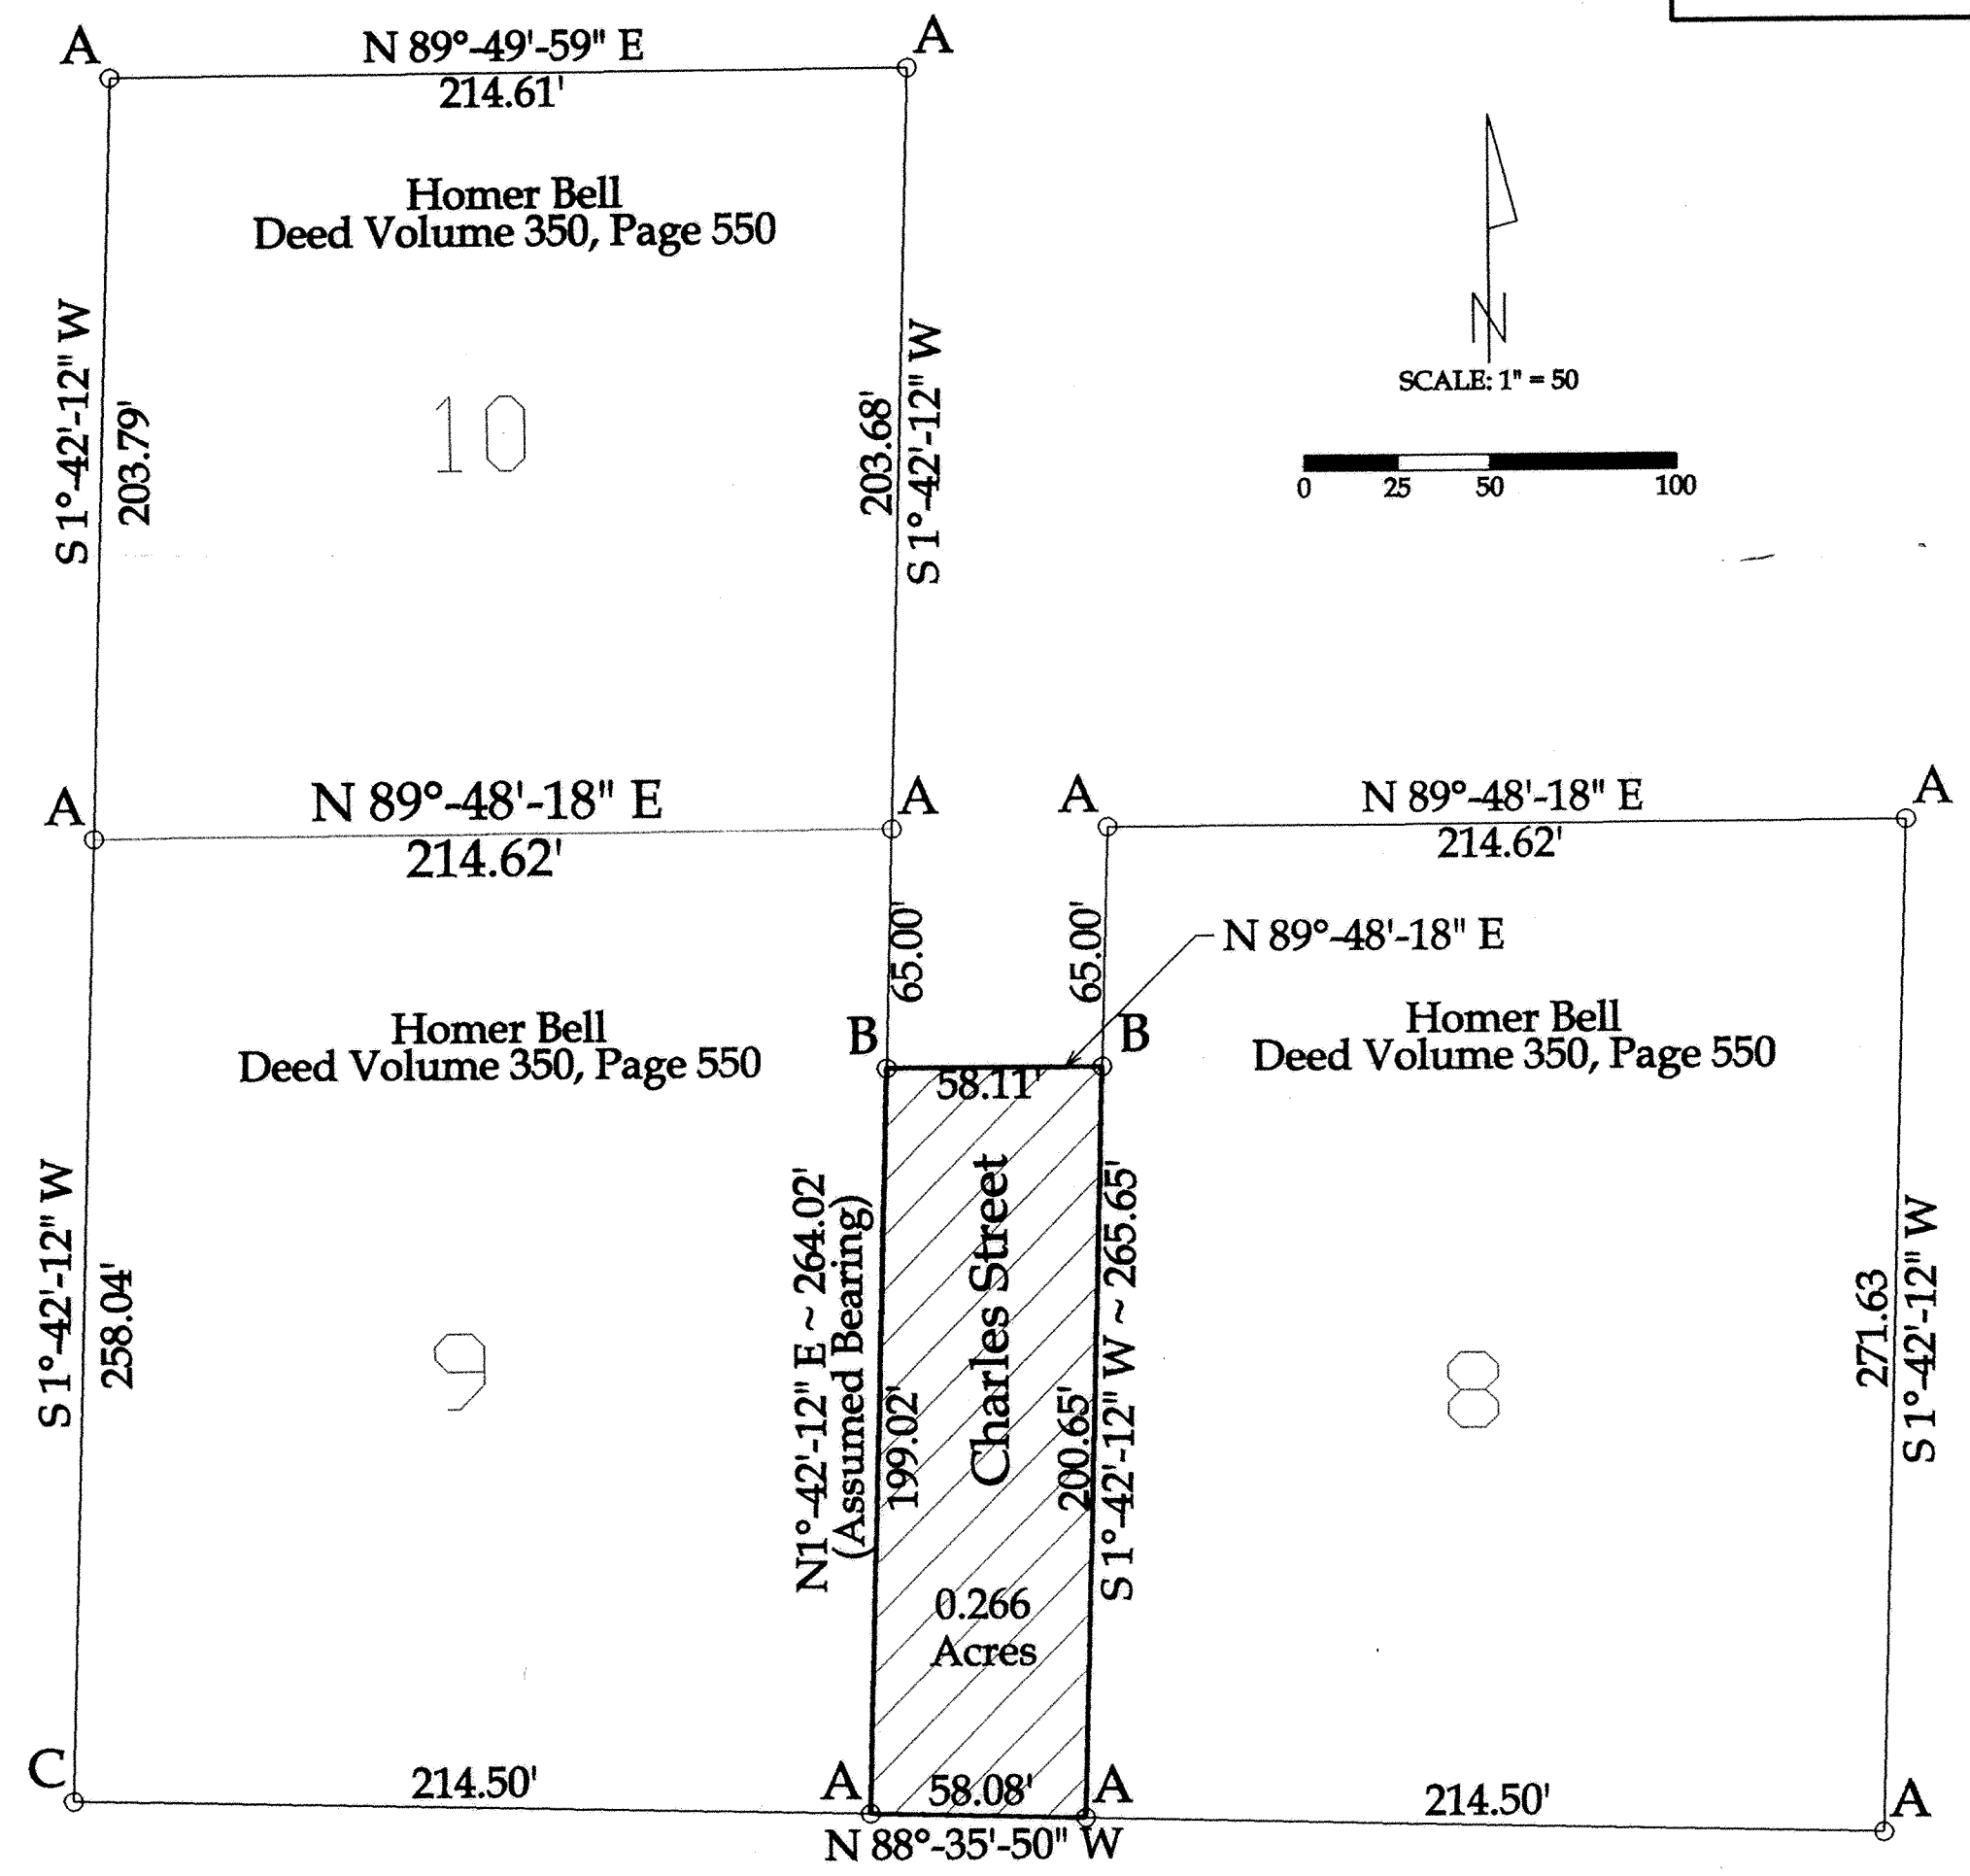 A
N 89°-49'-59" E
A
214.61'
Homer Bell
Deed Volume 350, Page 550
S 1°-42'-12" W
203.79'
10
203.68'
S 1°-42'-12" W
N
SCALE: 1" = 50
0 25 50 100
A
N 89°-48'-18" E
A
214.62'
A
N 89°-48'-18" E
A
214.62'
65.00'
65.00'
N 89°-48'-18" E
Homer Bell
Deed Volume 350, Page 550
B
B
58.11'
Homer Bell
Deed Volume 350, Page 550
S 1°-42'-12" W
258.04'
9
N1°-42'-12" E ~ 264.02'
(Assumed Bearing)
199.02'
Charles Street
200.65'
S 1°-42'-12" W ~ 265.65'
8
271.63
S 1°-42'-12" W
0.266
Acres
C
214.50'
A
58.08'
A
214.50'
A
N 88°-35'-50" W